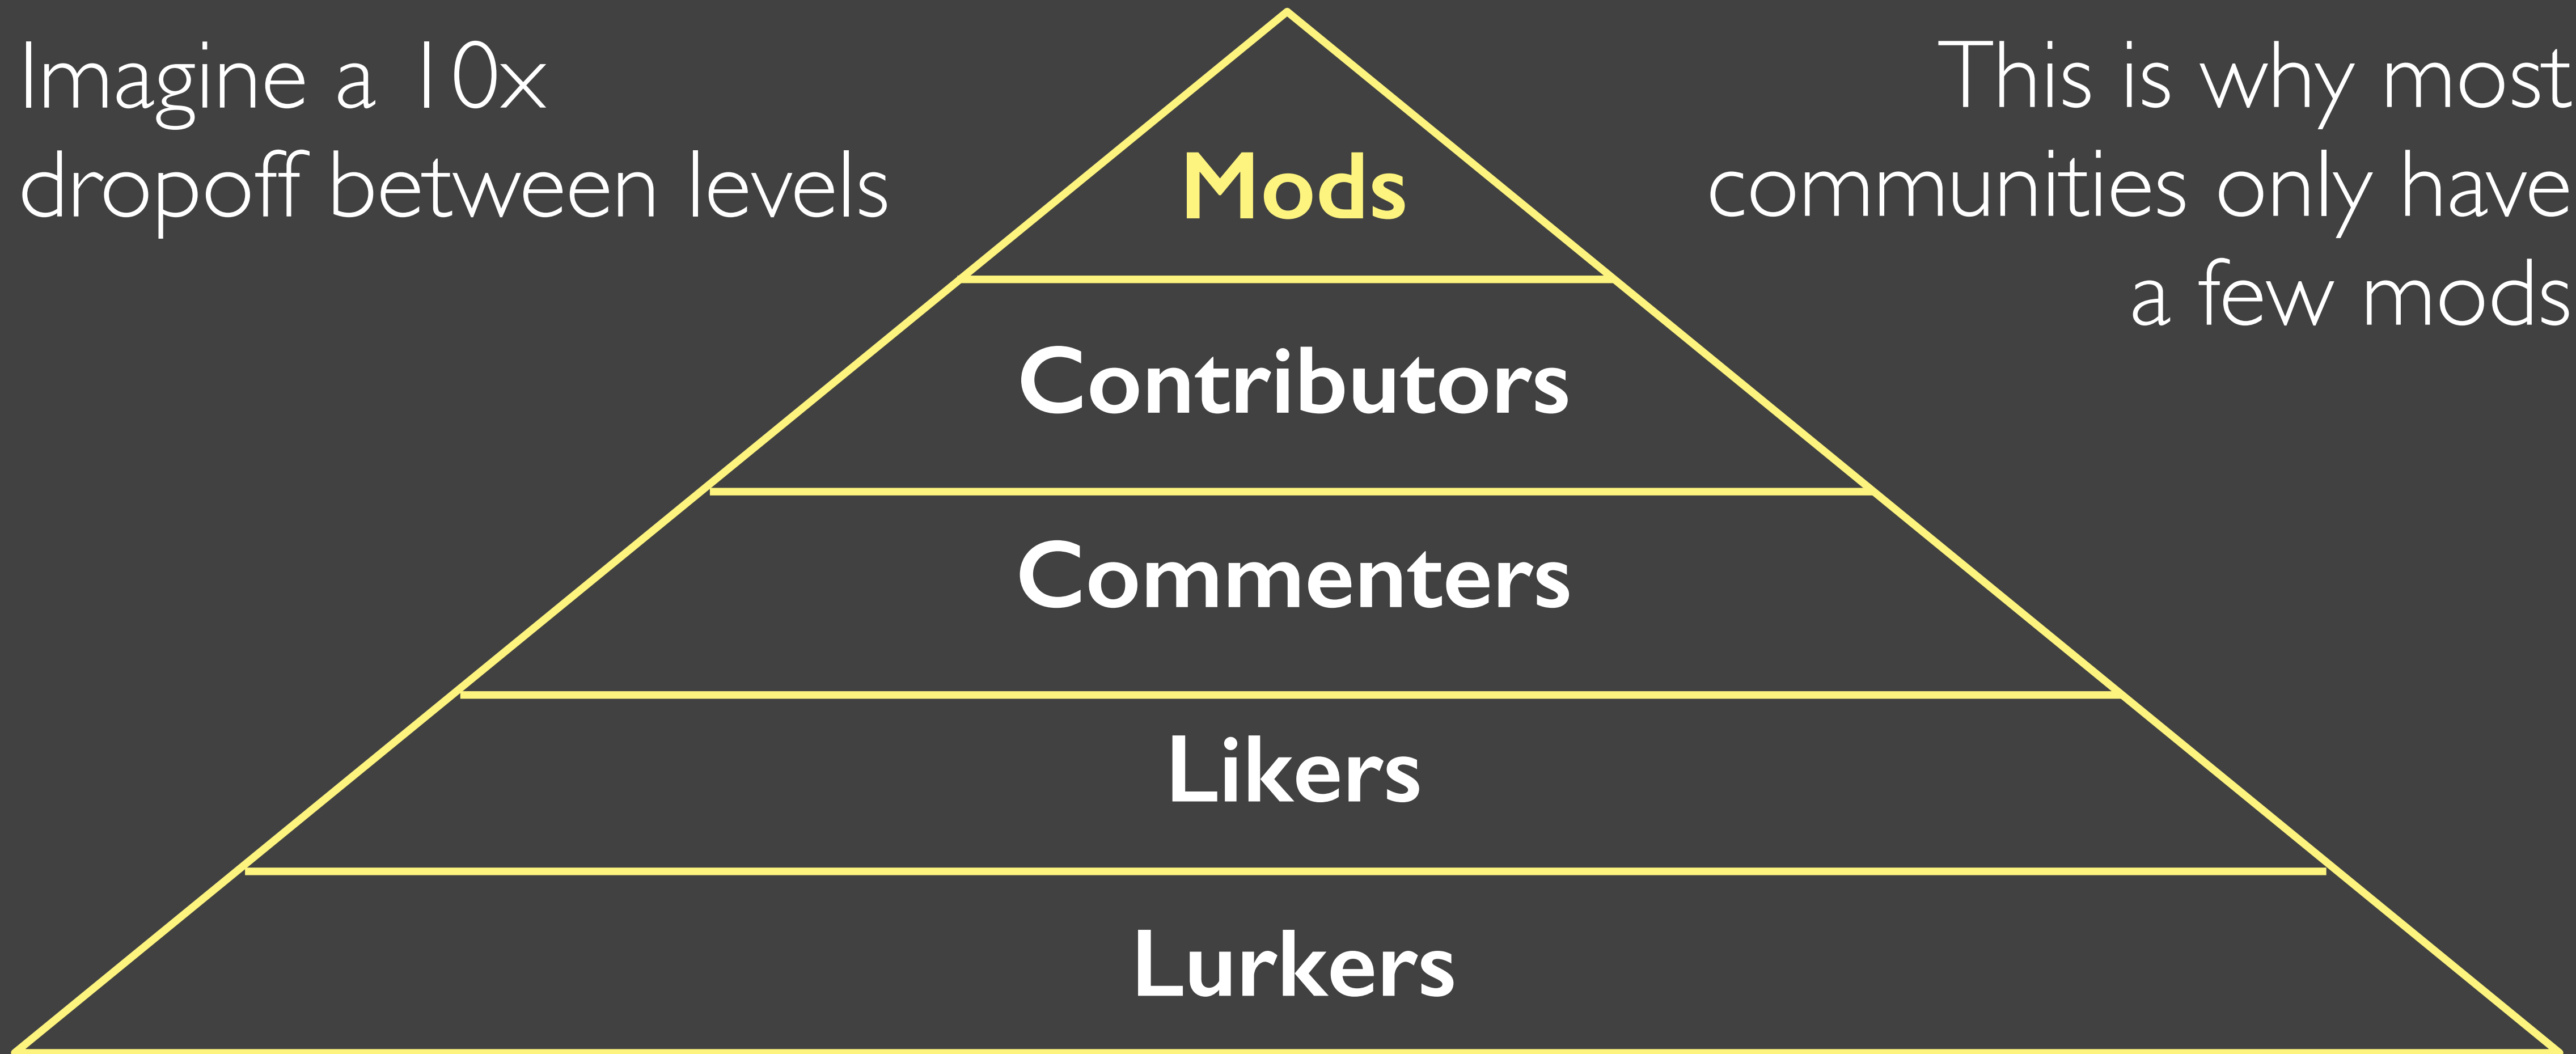 Imagine a 10x
dropoff between levels
This is why most
communities only have
a few mods
Mods
Contributors
Commenters
Likers
Lurkers